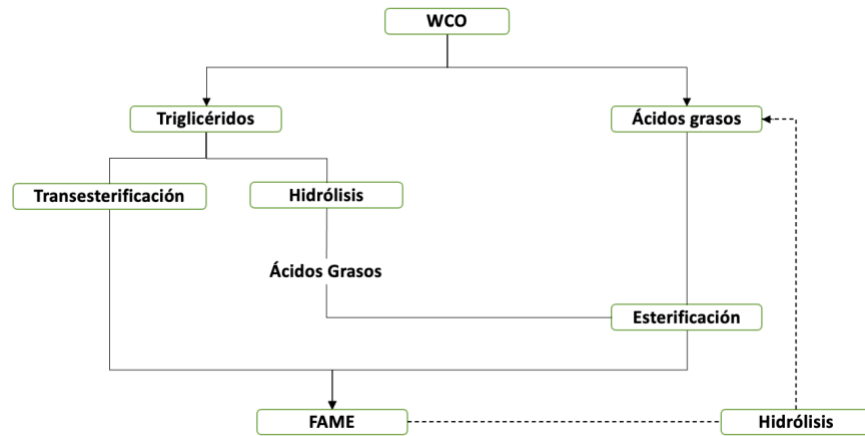 WCO
Triglicéridos
Ácidos grasos
Transesterificación
Hidrólisis
Ácidos Grasos
Esterificación
FAME
Hidrólisis